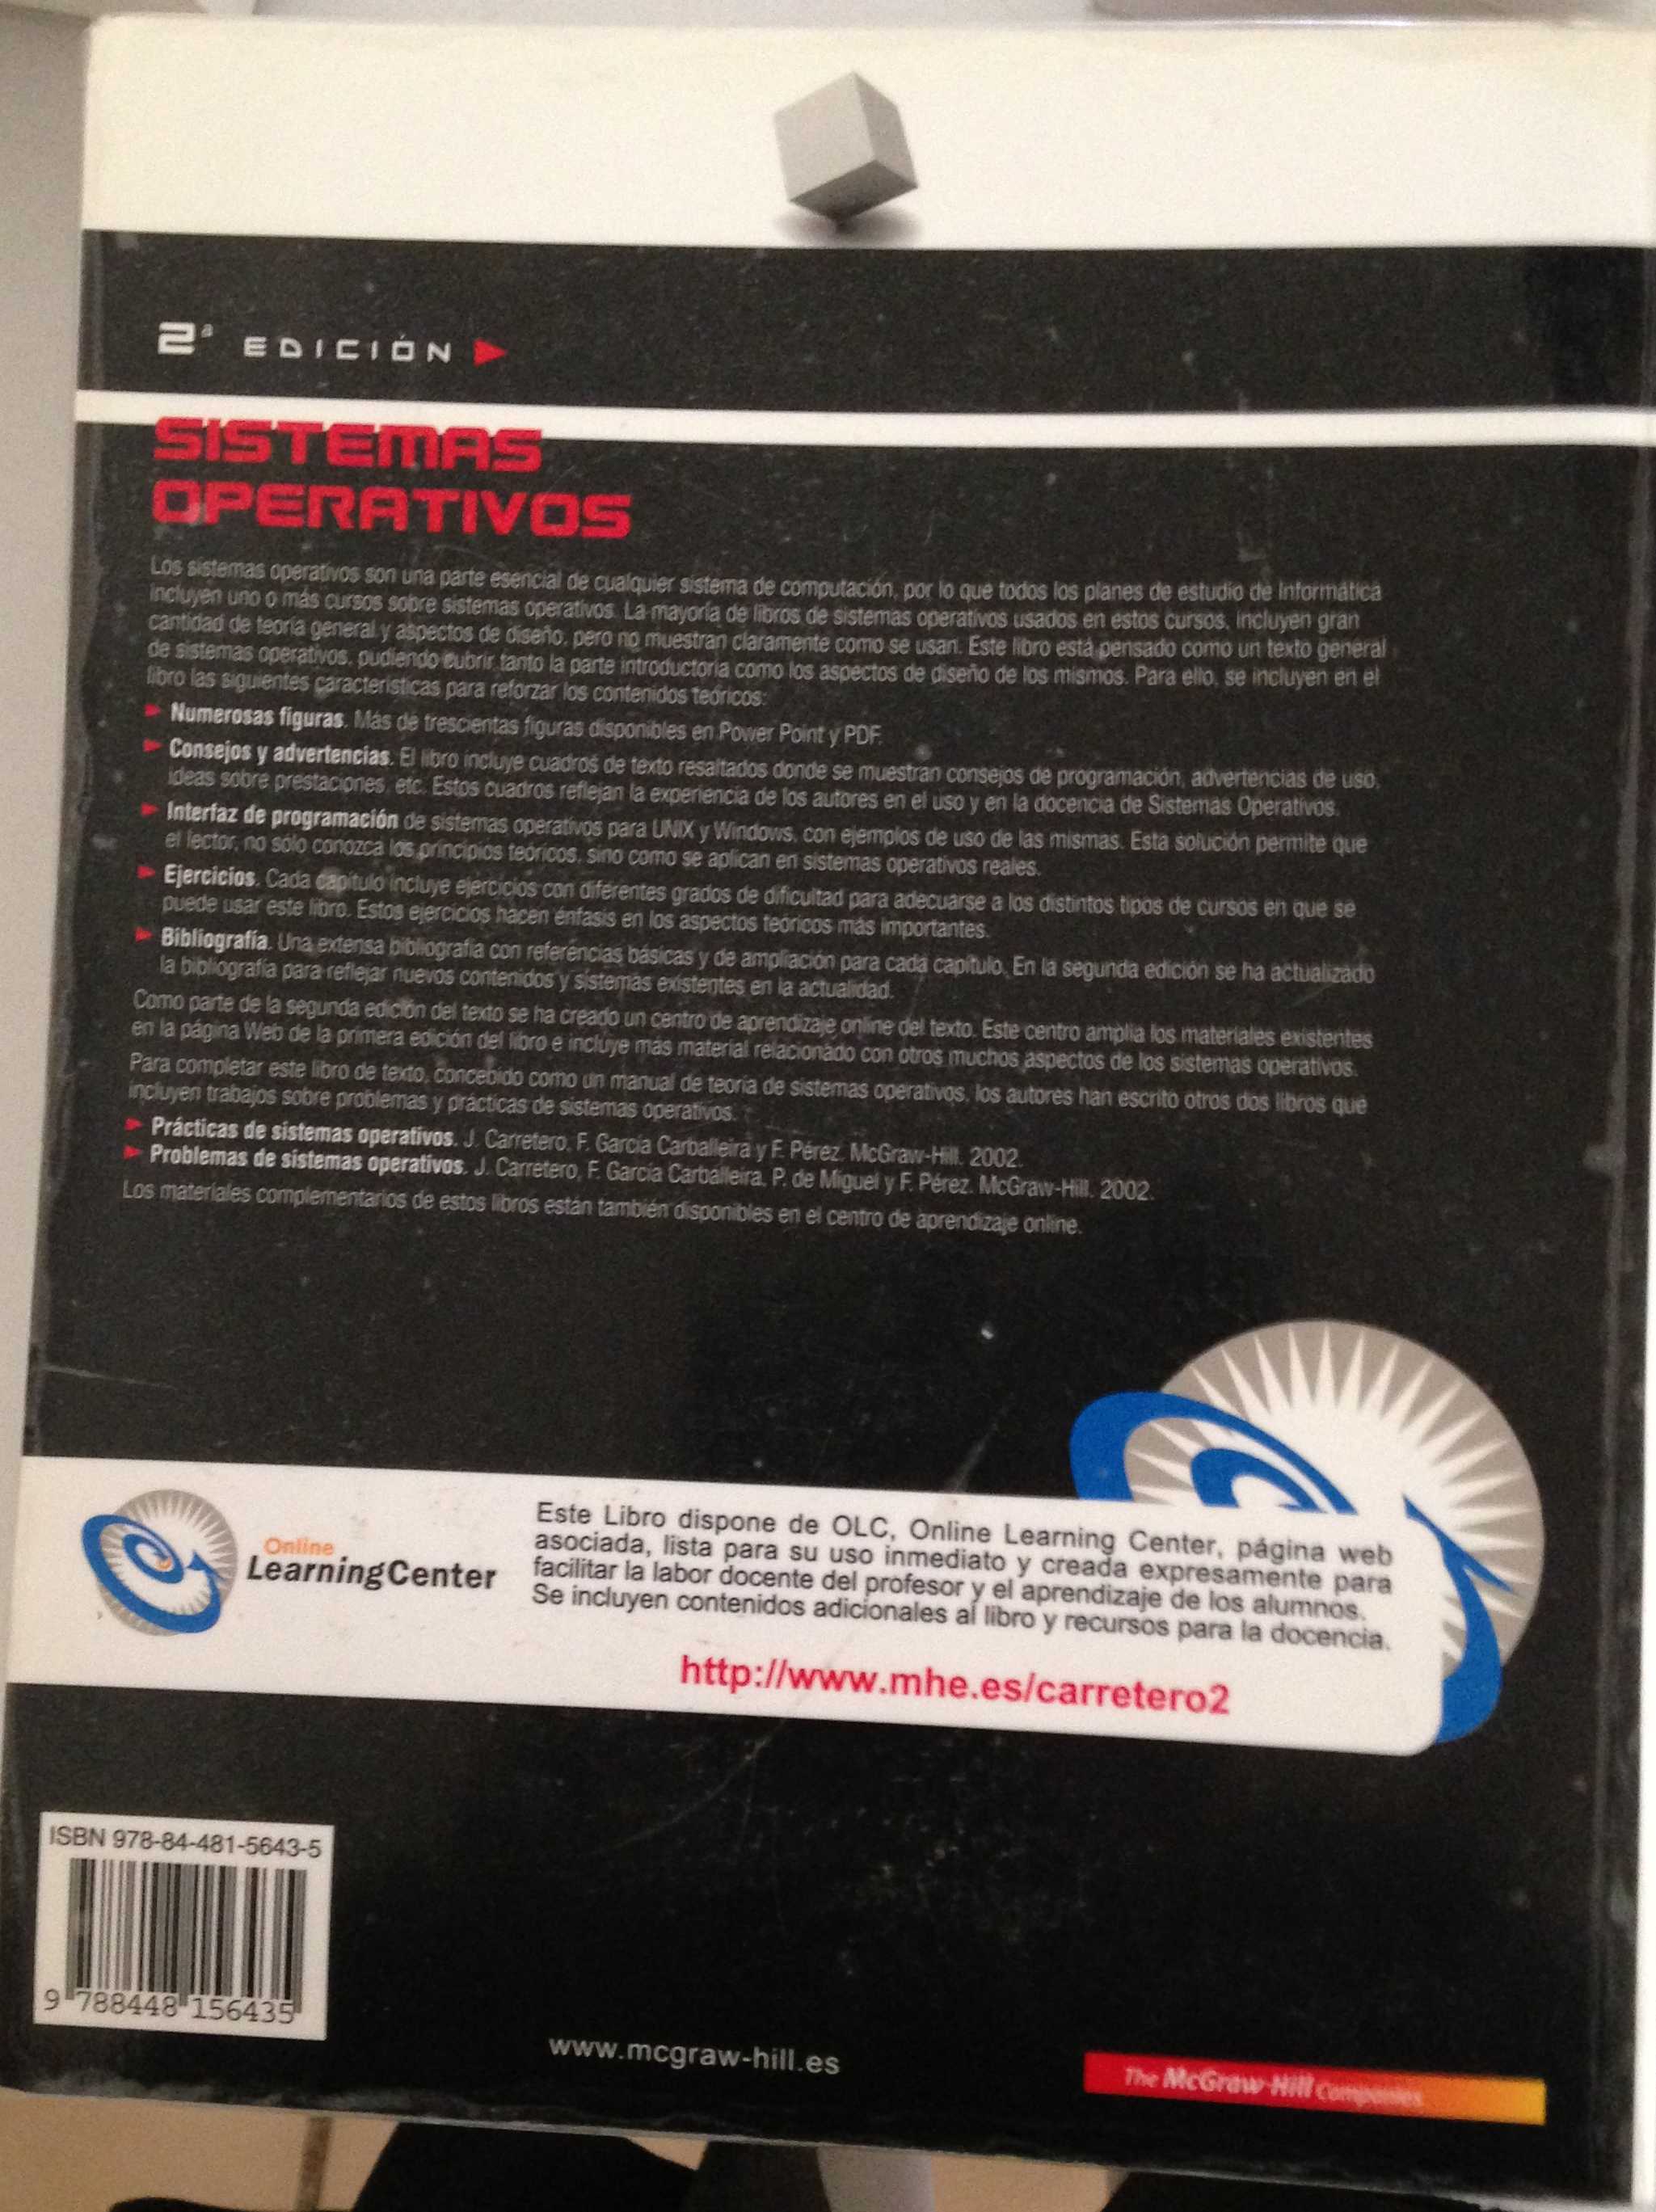 2ª EDICIÓN
SISTEMAS
OPERATIVOS
Los sistemas operativos son una parte esencial de cualquier sistema de computación, por lo que todos los planes de estudio de Informática
incluyen uno o más cursos sobre sistemas operativos. La mayoría de libros de sistemas operativos usados en estos cursos, incluyen gran
cantidad de teoría general y aspectos de diseño, pero no muestran claramente como se usan. Este libro está pensado como un texto general
de sistemas operativos, pudiendo cubrir tanto la parte introductoria como los aspectos de diseño de los mismos. Para ello, se incluyen en el
libro las siguientes características para reforzar los contenidos teóricos:
Numerosas figuras. Más de trescientas figuras disponibles en Power Point y PDF.
Consejos y advertencias. El libro incluye cuadros de texto resaltados donde se muestran consejos de programación, advertencias de uso,
ideas sobre prestaciones, etc. Estos cuadros reflejan la experiencia de los autores en el uso y en la docencia de Sistemas Operativos.
Interfaz de programación de sistemas operativos para UNIX y Windows, con ejemplos de uso de las mismas. Esta solución permite que
el lector, no sólo conozca los principios teóricos, sino como se aplican en sistemas operativos reales.
Ejercicios. Cada capítulo incluye ejercicios con diferentes grados de dificultad para adecuarse a los distintos tipos de cursos en que se
puede usar este libro. Estos ejercicios hacen énfasis en los aspectos teóricos más importantes.
Bibliografía. Una extensa bibliografía con referencias básicas y de ampliación para cada capítulo. En la segunda edición se ha actualizado
la bibliografía para reflejar nuevos contenidos y sistemas existentes en la actualidad.
Como parte de la segunda edición del texto se ha creado un centro de aprendizaje online del texto. Este centro amplia los materiales existentes
en la página Web de la primera edición del libro e incluye más material relacionado con otros muchos aspectos de los sistemas operativos.
Para completar este libro de texto, concebido como un manual de teoría de sistemas operativos, los autores han escrito otros dos libros que
incluyen trabajos sobre problemas y prácticas de sistemas operativos.
Prácticas de sistemas operativos. J. Carretero, F. García Carballeira y F. Pérez. McGraw-Hill. 2002.
Problemas de sistemas operativos. J. Carretero, F. García Carballeira, P. de Miguel y F. Pérez. McGraw-Hill. 2002.
Los materiales complementarios de estos libros están también disponibles en el centro de aprendizaje online.
Online
LearningCenter
Este Libro dispone de OLC, Online Learning Center, página web
asociada, lista para su uso inmediato y creada expresamente para
facilitar la labor docente del profesor y el aprendizaje de los alumnos.
Se incluyen contenidos adicionales al libro y recursos para la docencia.
http://www.mhe.es/carretero2
ISBN 978-84-481-5643-5
9 788448 156435
www.mcgraw-hill.es
The McGraw-Hill Companies